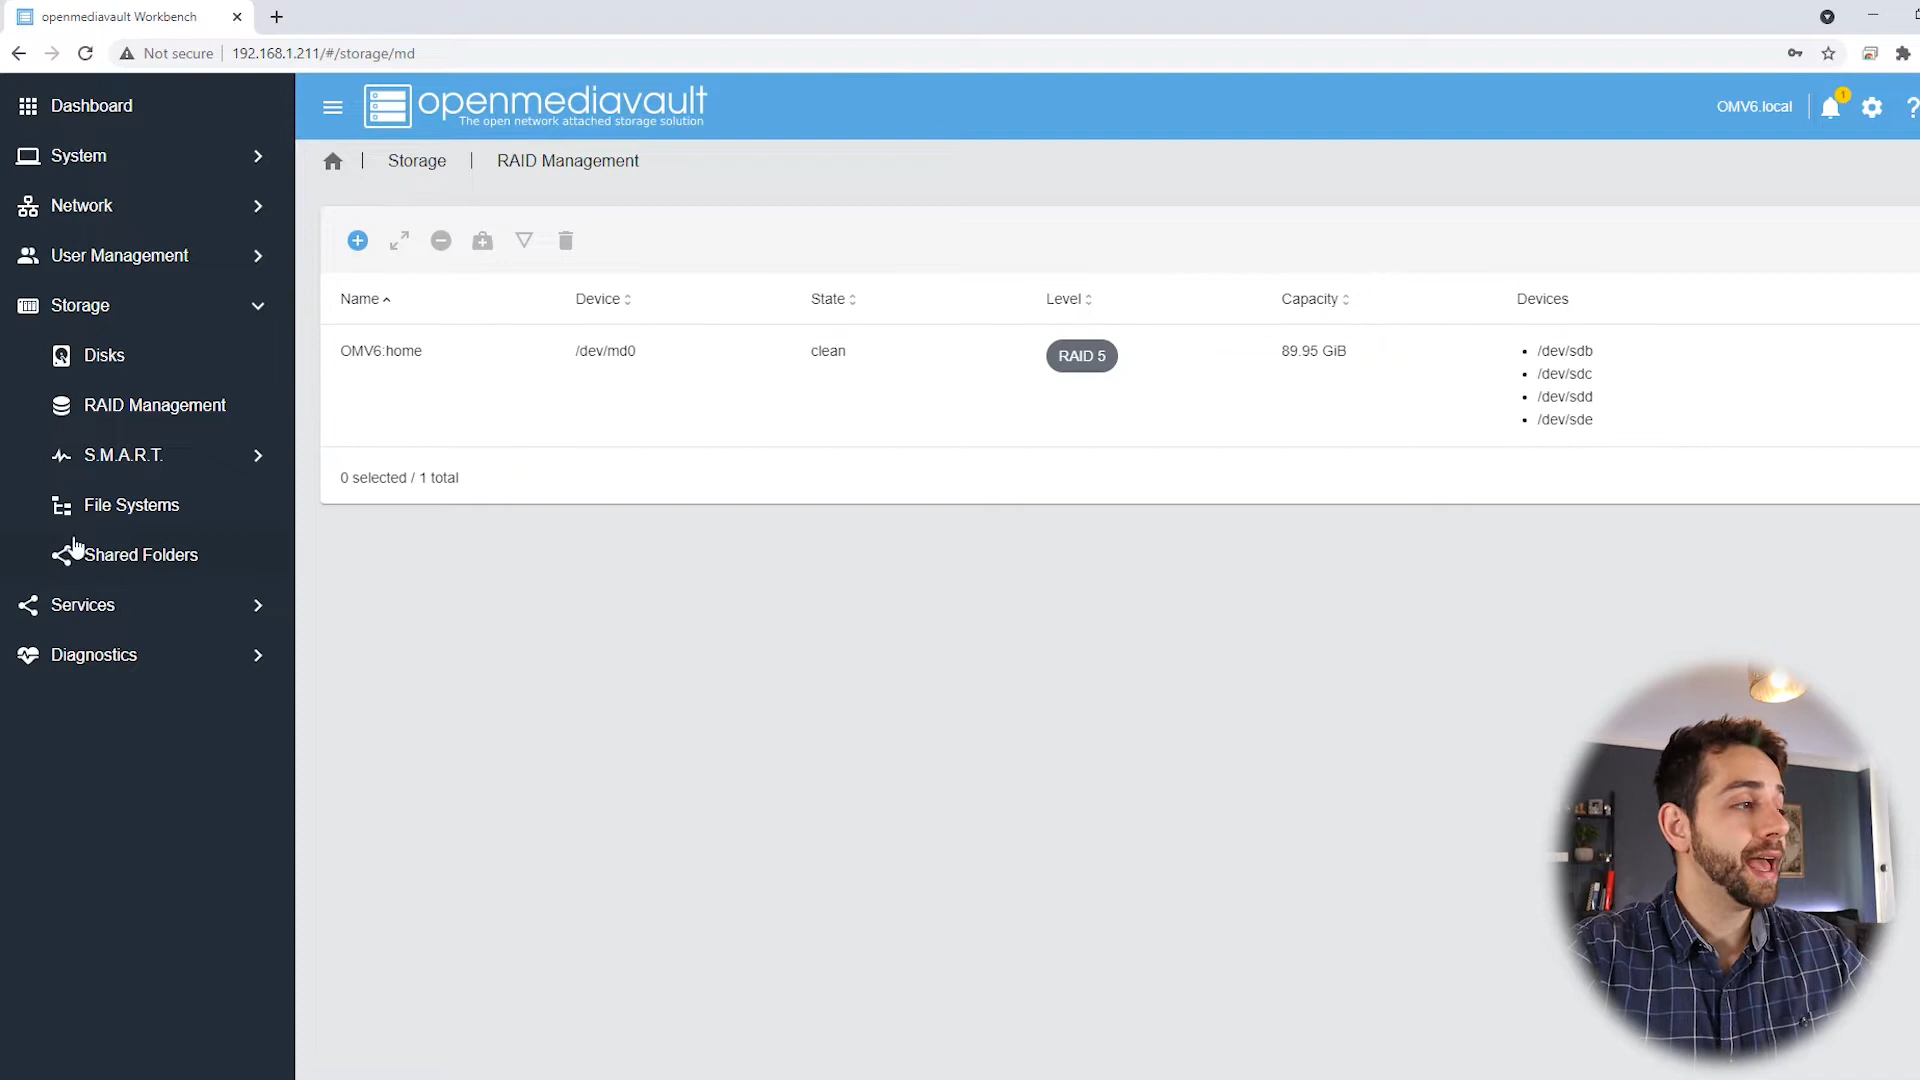 openmediavault Workbench
Not secure
192.168.1.211/#/storage/md
Dashboard
System
Network
User Management
Storage
Disks
RAID Management
S.M.A.R.T.
File Systems
Shared Folders
Services
Diagnostics
openmediavault
The open network attached storage solution
OMV6.local
1
?
Storage | RAID Management
Name Device State Level Capacity Devices
OMV6:home /dev/md0 clean RAID 5 89.95 GiB • /dev/sdb
• /dev/sdc
• /dev/sdd
• /dev/sde
0 selected / 1 total